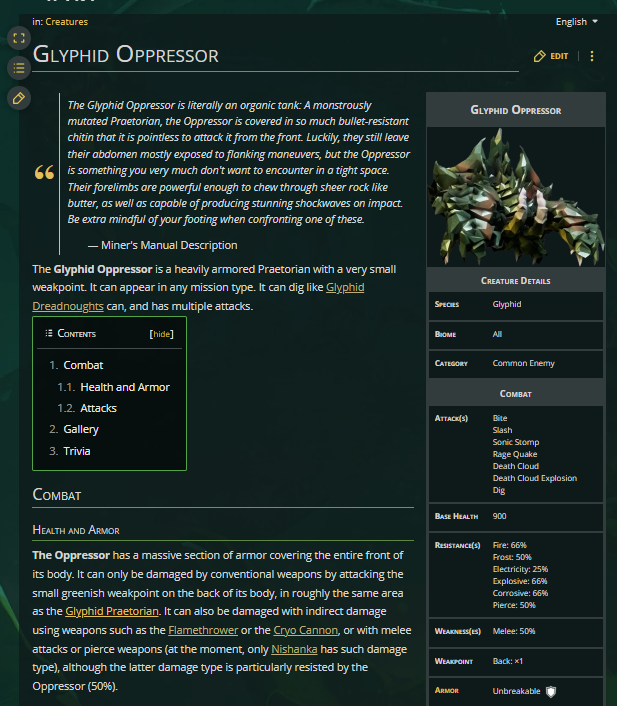 in: Creatures
English
Glyphid Oppressor
EDIT
The Glyphid Oppressor is literally an organic tank: A monstrously
mutated Praetorian, the Oppressor is covered in so much bullet-resistant
chitin that it is pointless to attack it from the front. Luckily, they still leave
their abdomen mostly exposed to flanking maneuvers, but the Oppressor
is something you very much don't want to encounter in a tight space.
Their forelimbs are powerful enough to chew through sheer rock like
butter, as well as capable of producing stunning shockwaves on impact.
Be extra mindful of your footing when confronting one of these.
— Miner's Manual Description
The Glyphid Oppressor is a heavily armored Praetorian with a very small
weakpoint. It can appear in any mission type. It can dig like Glyphid
Dreadnoughts can, and has multiple attacks.
Contents [hide]
1. Combat
1.1. Health and Armor
1.2. Attacks
2. Gallery
3. Trivia
Combat
Health and Armor
The Oppressor has a massive section of armor covering the entire front of
its body. It can only be damaged by conventional weapons by attacking the
small greenish weakpoint on the back of its body, in roughly the same area
as the Glyphid Praetorian. It can also be damaged with indirect damage
using weapons such as the Flamethrower or the Cryo Cannon, or with melee
attacks or pierce weapons (at the moment, only Nishanka has such damage
type), although the latter damage type is particularly resisted by the
Oppressor (50%).
Glyphid Oppressor
Creature Details
Species Glyphid
Biome All
Category Common Enemy
Combat
Attack(s) Bite
Slash
Sonic Stomp
Rage Quake
Death Cloud
Death Cloud Explosion
Dig
Base Health 900
Resistance(s) Fire: 66%
Frost: 50%
Electricity: 25%
Explosive: 66%
Corrosive: 66%
Pierce: 50%
Weakness(es) Melee: 50%
Weakpoint Back: ×1
Armor Unbreakable